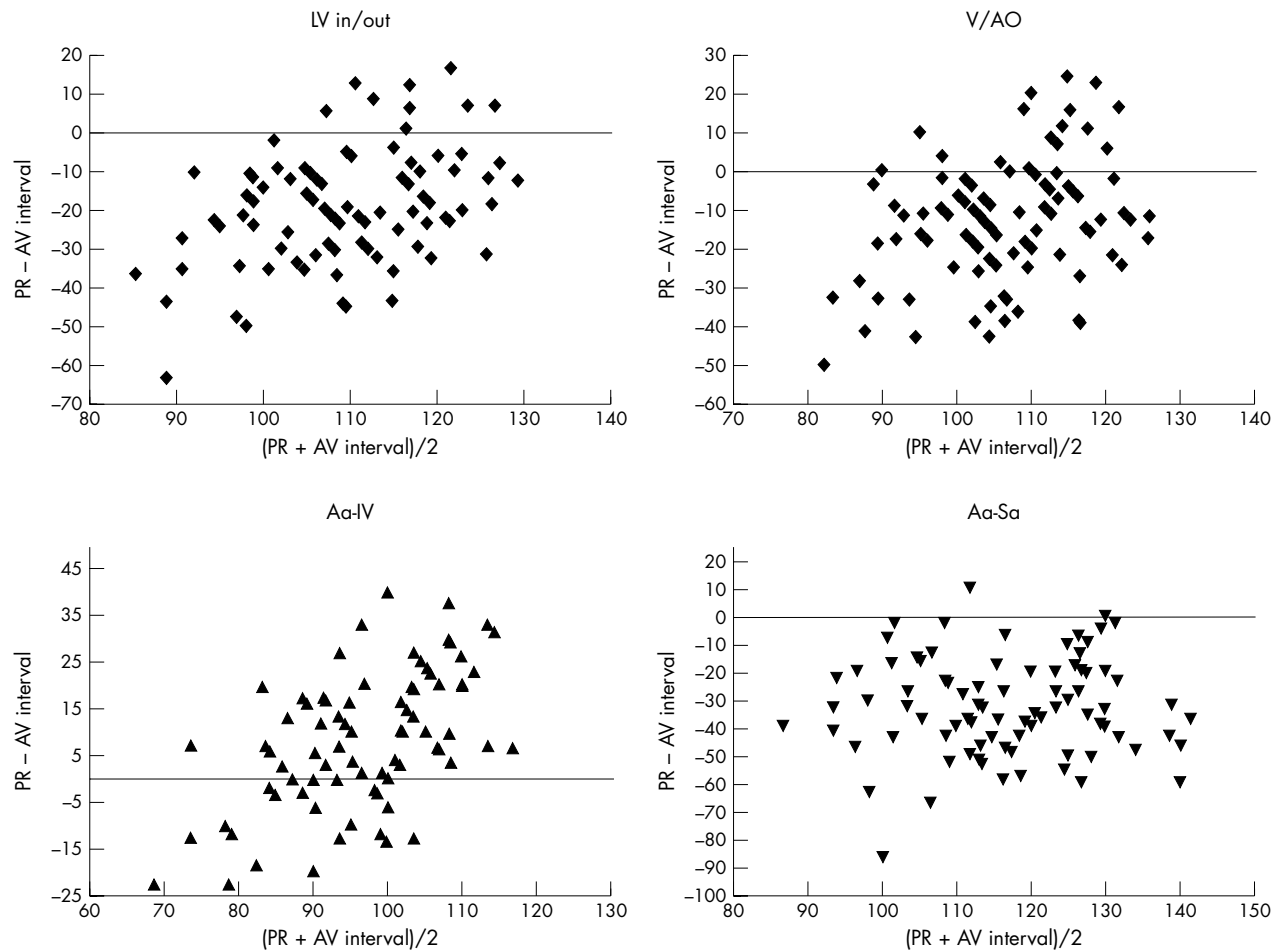 LV in/out
20
10
0
–10
–20
–30
–40
–50
–60
–70
PR – AV interval
80 90 100 110 120 130 140
(PR + AV interval)/2
V/AO
30
20
10
0
–10
–20
–30
–40
–50
–60
PR – AV interval
70 80 90 100 110 120 130 140
(PR + AV interval)/2
Aa-IV
45
35
25
15
5
–5
–15
–25
PR – AV interval
60 70 80 90 100 110 120 130
(PR + AV interval)/2
Aa-Sa
20
10
0
–10
–20
–30
–40
–50
–60
–70
–80
–90
–100
PR – AV interval
80 90 100 110 120 130 140 150
(PR + AV interval)/2